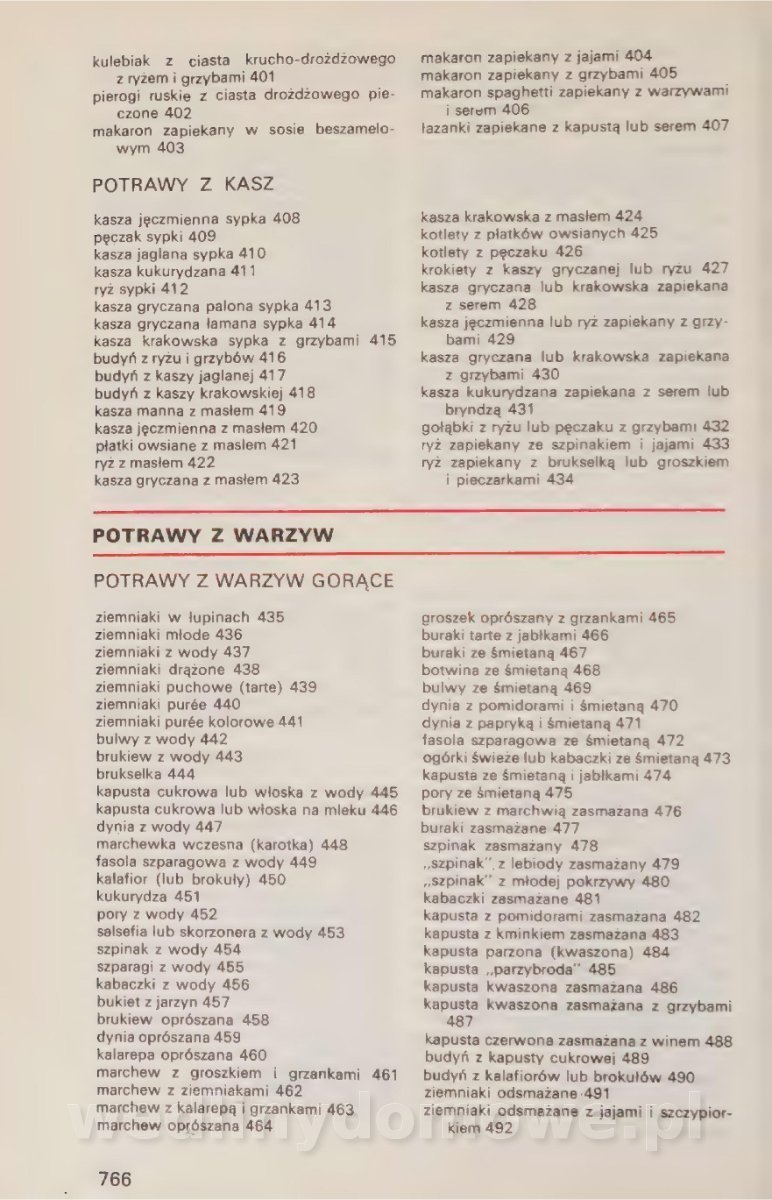 kulebiak z ciasta krucho-drożdżowego
z ryżem i grzybami 401
pierogi ruskie z ciasta drożdżowego pie-
czone 402
makaron zapiekany w sosie beszamelo-
wym 403
makaron zapiekany z jajami 404
makaron zapiekany z grzybami 405
makaron spaghetti zapiekany z warzywami
i serem 406
łazanki zapiekane z kapustą lub serem 407
POTRAWY Z KASZ
kasza jęczmienna sypka 408
pęczak sypki 409
kasza jaglana sypka 410
kasza kukurydzana 411
ryż sypki 412
kasza gryczana palona sypka 413
kasza gryczana łamana sypka 414
kasza krakowska sypka z grzybami 415
budyń z ryżu i grzybów 416
budyń z kaszy jaglanej 417
budyń z kaszy krakowskiej 418
kasza manna z masłem 419
kasza jęczmienna z masłem 420
płatki owsiane z masłem 421
ryż z masłem 422
kasza gryczana z masłem 423
kasza krakowska z masłem 424
kotlety z płatków owsianych 425
kotlety z pęczaku 426
krokiety z kaszy gryczanej lub ryżu 427
kasza gryczana lub krakowska zapiekana
z serem 428
kasza jęczmienna lub ryż zapiekany z grzy-
bami 429
kasza gryczana lub krakowska zapiekana
z grzybami 430
kasza kukurydzana zapiekana z serem lub
bryndzą 431
gołąbki z ryżu lub pęczaku z grzybami 432
ryż zapiekany ze szpinakiem i jajami 433
ryż zapiekany z brukselką lub groszkiem
i pieczarkami 434
POTRAWY Z WARZYW
POTRAWY Z WARZYW GORĄCE
ziemniaki w łupinach 435
ziemniaki młode 436
ziemniaki z wody 437
ziemniaki drążone 438
ziemniaki puchowe (tarte) 439
ziemniaki purée 440
ziemniaki purée kolorowe 441
bulwy z wody 442
brukiew z wody 443
brukselka 444
kapusta cukrowa lub włoska z wody 445
kapusta cukrowa lub włoska na mleku 446
dynia z wody 447
marchewka wczesna (karotka) 448
fasola szparagowa z wody 449
kalafior (lub brokuły) 450
kukurydza 451
pory z wody 452
salsefia lub skorzonera z wody 453
szpinak z wody 454
szparagi z wody 455
kabaczki z wody 456
bukiet z jarzyn 457
brukiew oprószana 458
dynia oprószana 459
kalarepa oprószana 460
marchew z groszkiem i grzankami 461
marchew z ziemniakami 462
marchew z kalarepą i grzankami 463
marchew oprószana 464
groszek oprószany z grzankami 465
buraki tarte z jabłkami 466
buraki ze śmietaną 467
botwina ze śmietaną 468
bulwy ze śmietaną 469
dynia z pomidorami i śmietaną 470
dynia z papryką i śmietaną 471
fasola szparagowa ze śmietaną 472
ogórki świeże lub kabaczki ze śmietaną 473
kapusta ze śmietaną i jabłkami 474
pory ze śmietaną 475
brukiew z marchwią zasmażana 476
buraki zasmażane 477
szpinak zasmażany 478
„szpinak” z lebiody zasmażany 479
„szpinak” z młodej pokrzywy 480
kabaczki zasmażane 481
kapusta z pomidorami zasmażana 482
kapusta z kminkiem zasmażana 483
kapusta parzona (kwaszona) 484
kapusta „parzybroda” 485
kapusta kwaszona zasmażana 486
kapusta kwaszona zasmażana z grzybami
487
kapusta czerwona zasmażana z winem 488
budyń z kapusty cukrowej 489
budyń z kalafiorów lub brokułów 490
ziemniaki odsmażane 491
ziemniaki odsmażane z jajami i szczypior-
kiem 492
wedlinydomowe.pl
766